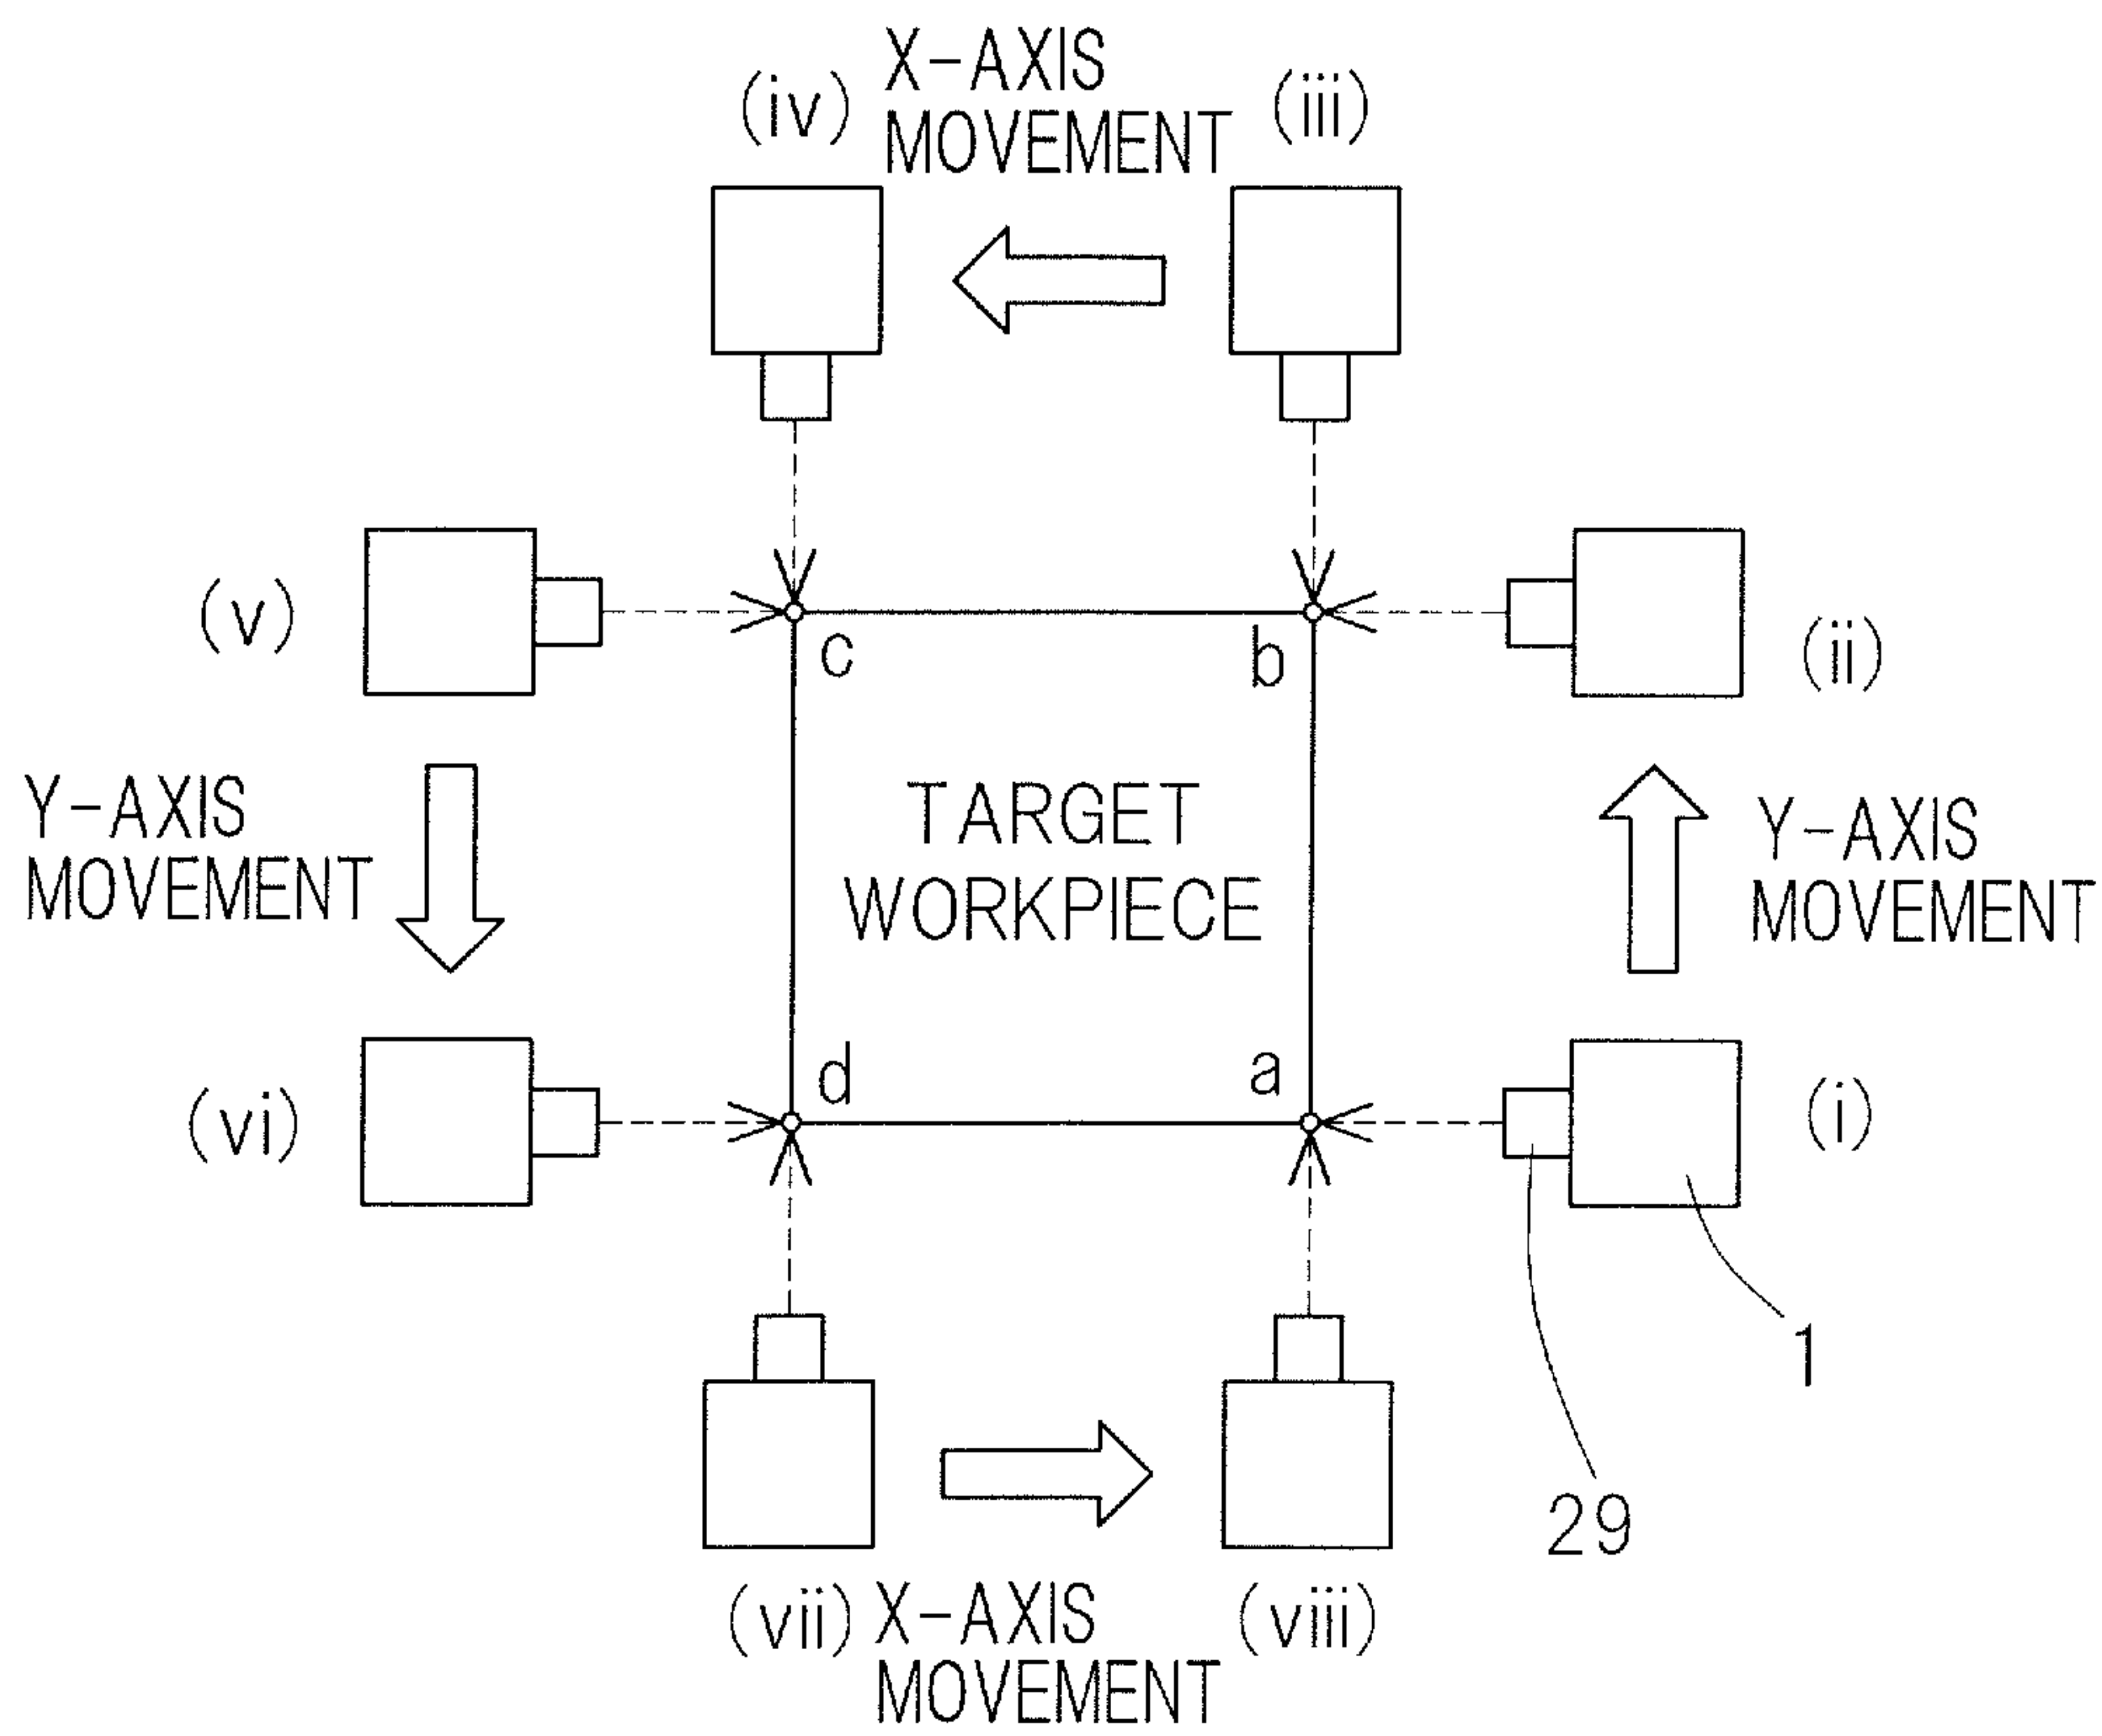 X-AXIS
MOVEMENT
(iv)
(iii)
(v)
c
b
(ii)
Y-AXIS
MOVEMENT
TARGET
WORKPIECE
Y-AXIS
MOVEMENT
(vi)
d
a
(i)
1
29
(vii)
X-AXIS
MOVEMENT
(viii)